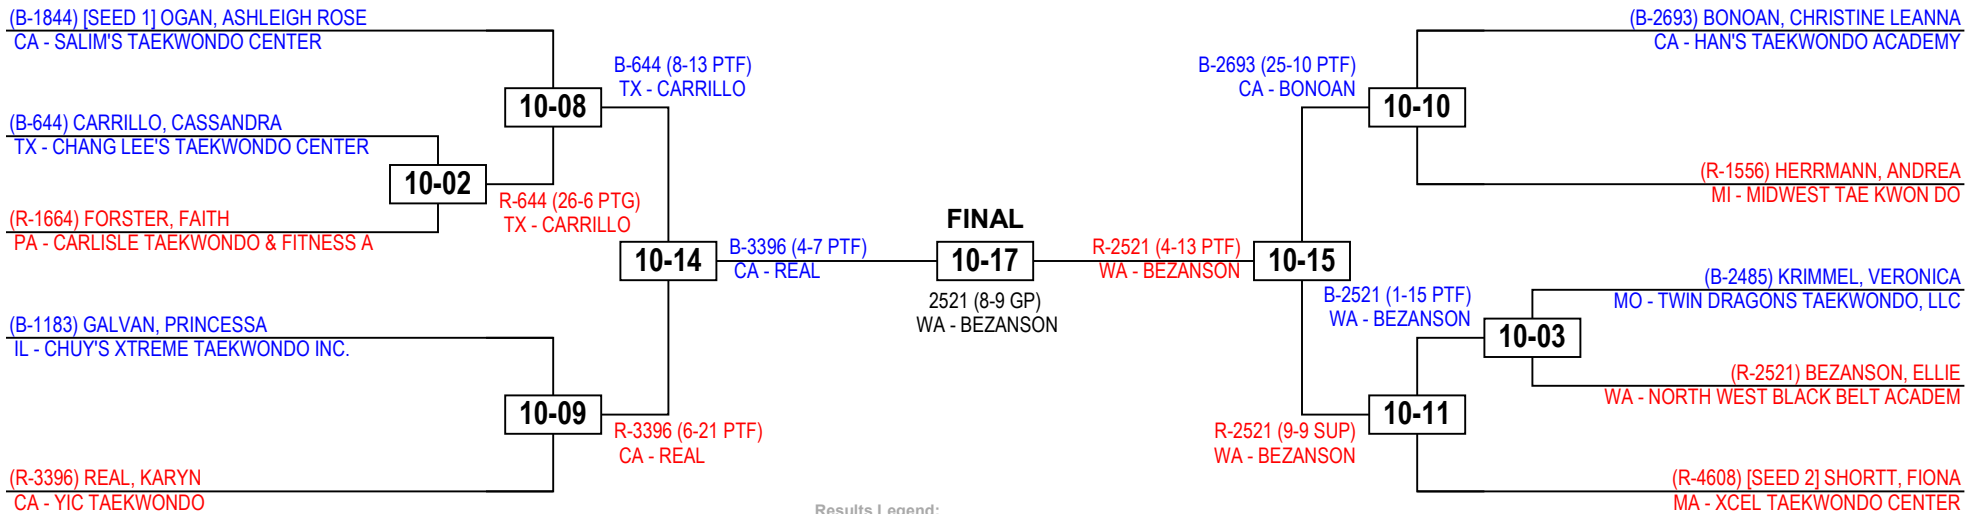 (B-1844) [SEED 1] OGAN, ASHLEIGH ROSE
CA - SALIM'S TAEKWONDO CENTER
(B-644) CARRILLO, CASSANDRA
TX - CHANG LEE'S TAEKWONDO CENTER
(R-1664) FORSTER, FAITH
PA - CARLISLE TAEKWONDO & FITNESS A
(B-1183) GALVAN, PRINCESSA
IL - CHUY'S XTREME TAEKWONDO INC.
(R-3396) REAL, KARYN
CA - YIC TAEKWONDO
10-02
R-644 (26-6 PTG)
TX - CARRILLO
10-08
B-644 (8-13 PTF)
TX - CARRILLO
10-09
R-3396 (6-21 PTF)
CA - REAL
10-14
B-3396 (4-7 PTF)
CA - REAL
FINAL
10-17
2521 (8-9 GP)
WA - BEZANSON
R-2521 (4-13 PTF)
WA - BEZANSON
10-15
B-2693 (25-10 PTF)
CA - BONOAN
10-10
R-2521 (9-9 SUP)
WA - BEZANSON
10-11
B-2521 (1-15 PTF)
WA - BEZANSON
10-03
(B-2693) BONOAN, CHRISTINE LEANNA
CA - HAN'S TAEKWONDO ACADEMY
(R-1556) HERRMANN, ANDREA
MI - MIDWEST TAE KWON DO
(B-2485) KRIMMEL, VERONICA
MO - TWIN DRAGONS TAEKWONDO, LLC
(R-2521) BEZANSON, ELLIE
WA - NORTH WEST BLACK BELT ACADEM
(R-4608) [SEED 2] SHORTT, FIONA
MA - XCEL TAEKWONDO CENTER
Results Legend: